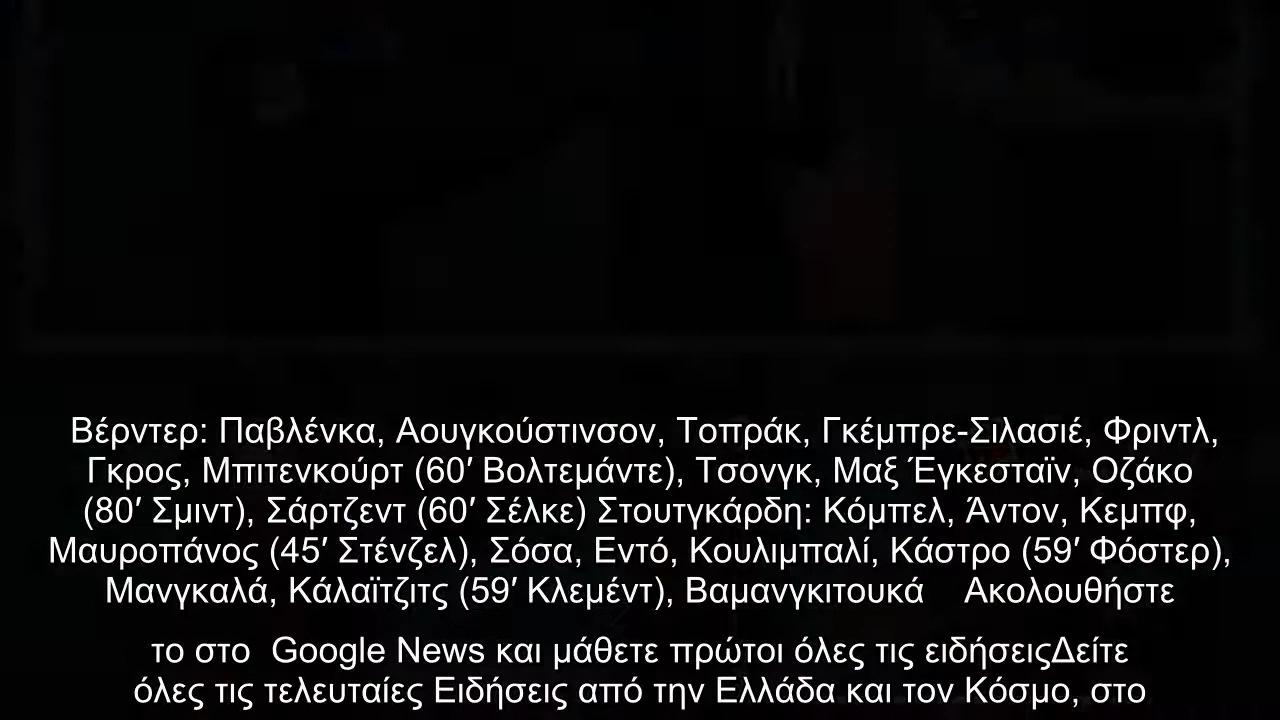 Βέρντερ: Παβλένκα, Αουγκούστινσον, Τοπράκ, Γκέμπρε-Σιλασιέ, Φριντλ,
Γκρος, Μπιτενκούρτ (60′ Βολτεμάντε), Τσονγκ, Μαξ Έγκεσταϊν, Οζάκο
(80′ Σμιντ), Σάρτζεντ (60′ Σέλκε) Στουτγκάρδη: Κόμπελ, Άντον, Κεμπφ,
Μαυροπάνος (45′ Στένζελ), Σόσα, Εντό, Κουλιμπαλί, Κάστρο (59′ Φόστερ),
Μανγκαλά, Κάλαϊτζιτς (59′ Κλεμέντ), Βαμανγκιτουκά    Ακολουθήστε
το στο  Google News και μάθετε πρώτοι όλες τις ειδήσειςΔείτε
όλες τις τελευταίες Ειδήσεις από την Ελλάδα και τον Κόσμο, στο